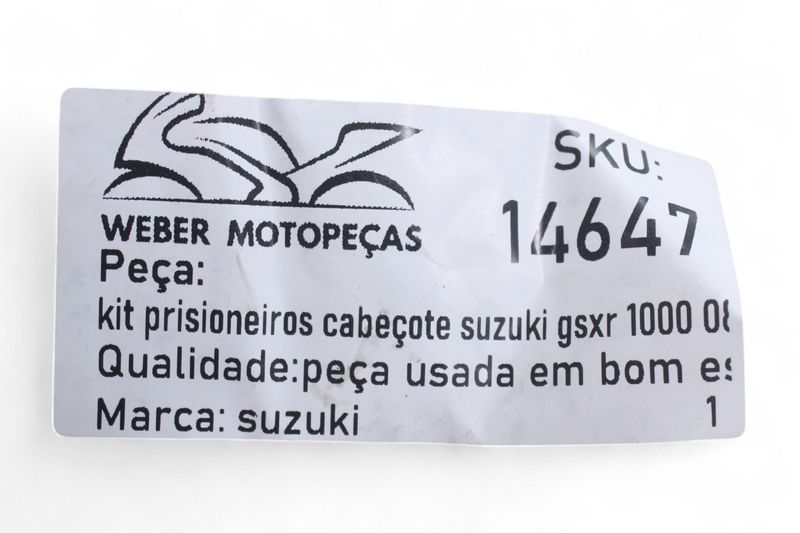 SKU:
14647
WEBER MOTOPEÇAS
Peça:
kit prisioneiros cabeçote suzuki gsxr 1000
Qualidade:peça usada em bom
Marca: suzuki 1